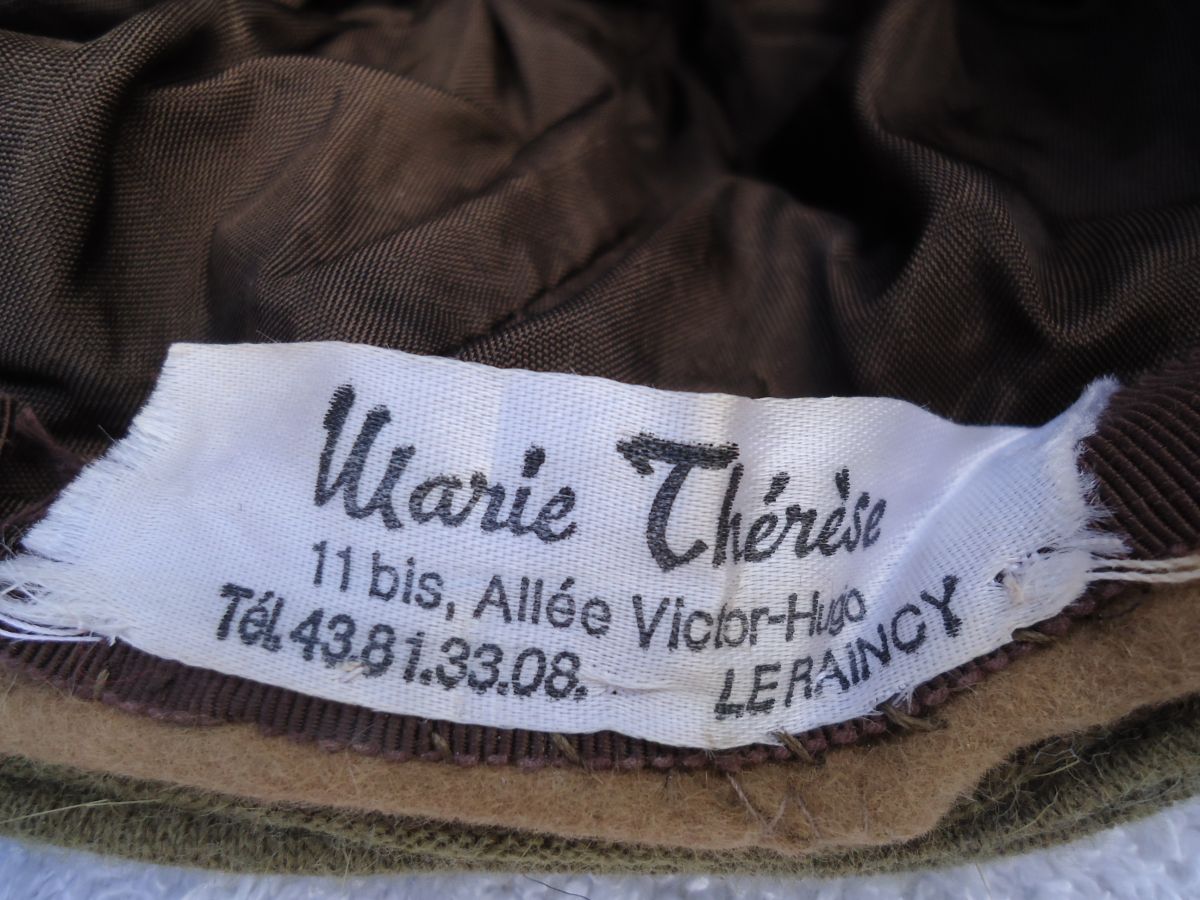 Marie Thérèse
11 bis, Allée Victor-Hugo
Tél. 43.81.33.08.
LE RAiNCY